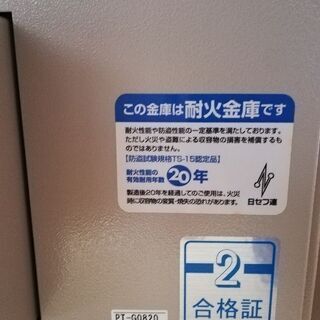 この金庫は耐火金庫です
耐火性能や防盗性能の一定基準を満たしております。
ただし火災や盗難による収容物の損害を補償するも
のではありません。
【防盗試験規格TS-15認定品】
耐火性能の
有効耐用年数
20年
製造後20年を経過してのご使用は、火災
時に収容物の変質・焼失の恐れがあります。
日セフ連
2
合格証
PT-G0820